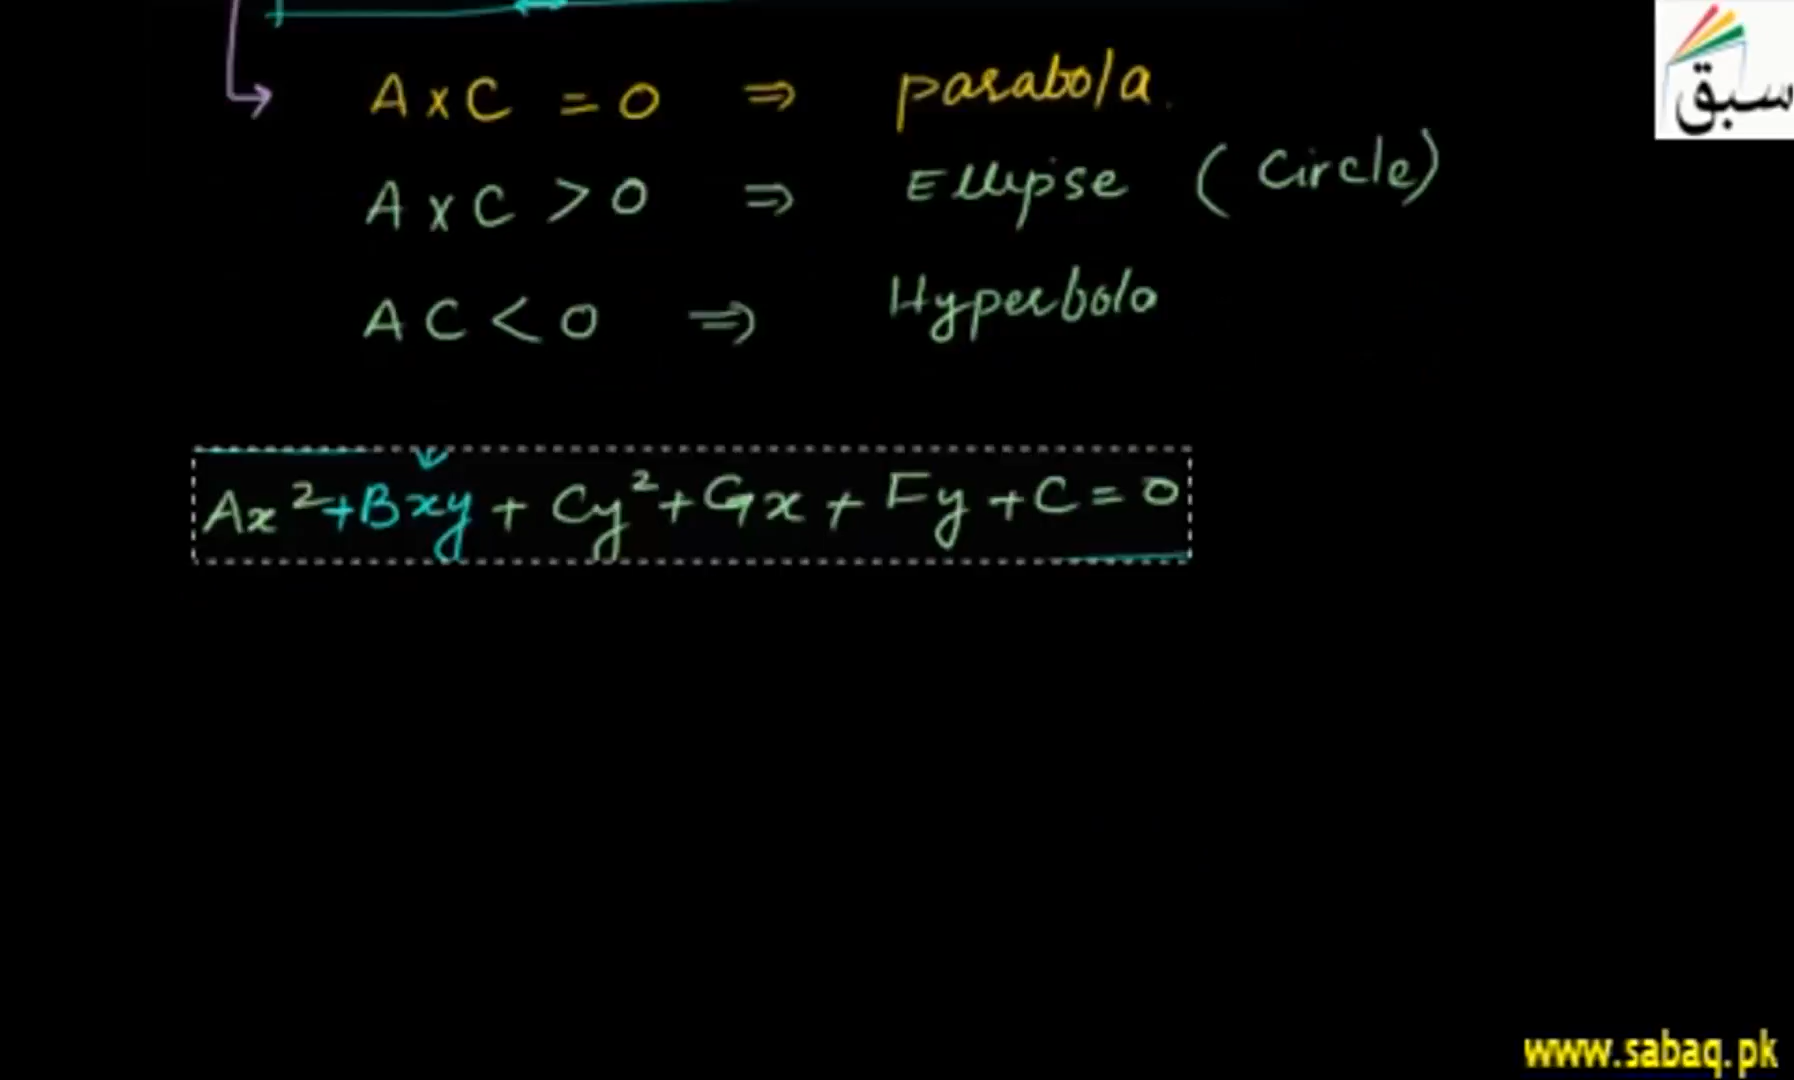 سبق
A x C = 0 ⇒ parabola.
A x C > 0 ⇒ Ellipse (Circle)
A C < 0 ⇒ Hyperbolo
Ax²+Bxy + Cy²+Gx + Fy + C = 0
www.sabaq.pk